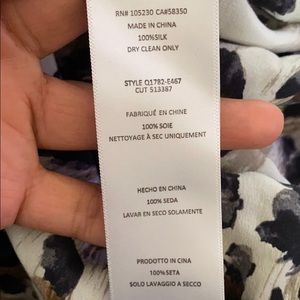 RN# 105230 CA#58350
MADE IN CHINA
100%SILK
DRY CLEAN ONLY
STYLE Q1782-E467
CUT 513387
FABRIQUÉ EN CHINE
100% SOIE
NETTOYAGE À SEC UNIQUEMENT
HECHO EN CHINA
100% SEDA
LAVAR EN SECO SOLAMENTE
PRODOTTO IN CINA
100% SETA
SOLO LAVAGGIO A SECCO